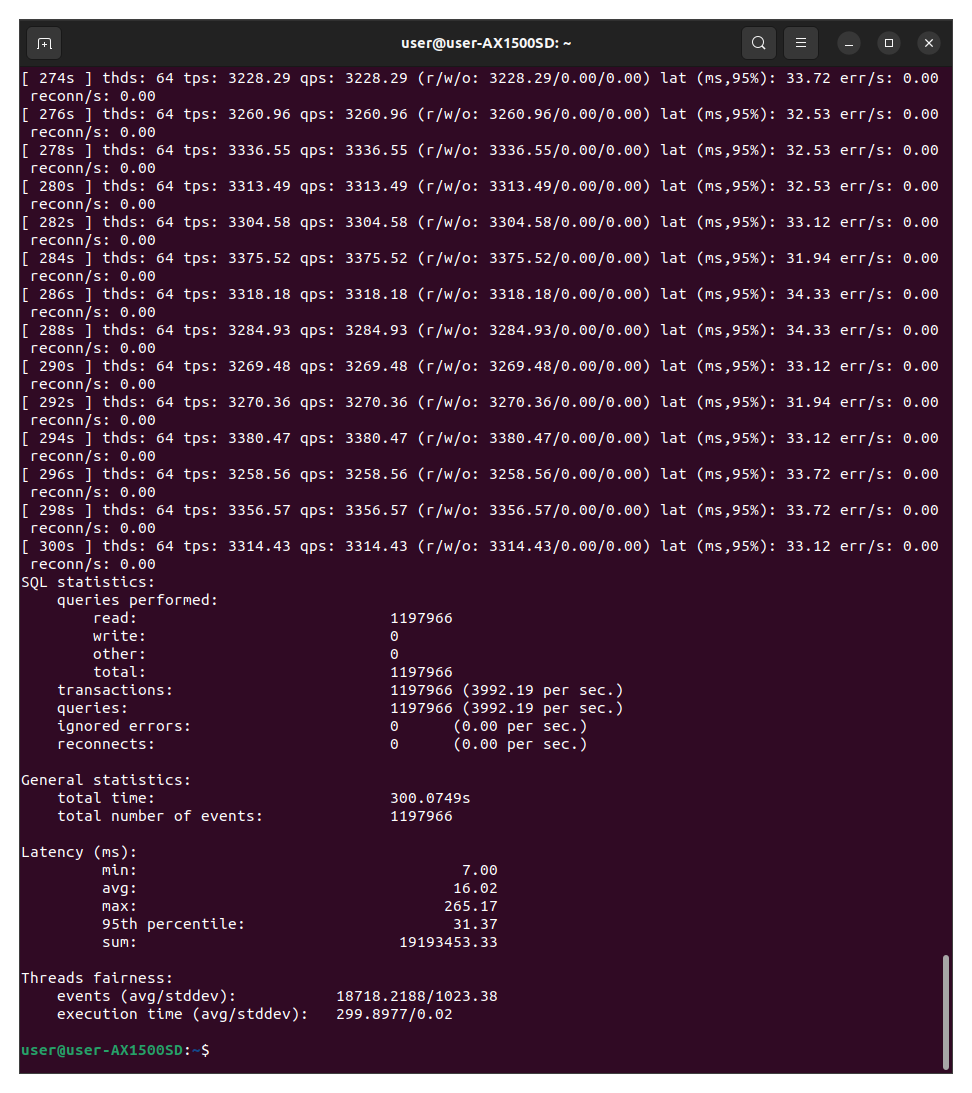 user@user-AX1500SD: ~
[ 274s ] thds: 64 tps: 3228.29 qps: 3228.29 (r/w/o: 3228.29/0.00/0.00) lat (ms,95%): 33.72 err/s: 0.00
 reconn/s: 0.00
[ 276s ] thds: 64 tps: 3260.96 qps: 3260.96 (r/w/o: 3260.96/0.00/0.00) lat (ms,95%): 32.53 err/s: 0.00
 reconn/s: 0.00
[ 278s ] thds: 64 tps: 3336.55 qps: 3336.55 (r/w/o: 3336.55/0.00/0.00) lat (ms,95%): 32.53 err/s: 0.00
 reconn/s: 0.00
[ 280s ] thds: 64 tps: 3313.49 qps: 3313.49 (r/w/o: 3313.49/0.00/0.00) lat (ms,95%): 32.53 err/s: 0.00
 reconn/s: 0.00
[ 282s ] thds: 64 tps: 3304.58 qps: 3304.58 (r/w/o: 3304.58/0.00/0.00) lat (ms,95%): 33.12 err/s: 0.00
 reconn/s: 0.00
[ 284s ] thds: 64 tps: 3375.52 qps: 3375.52 (r/w/o: 3375.52/0.00/0.00) lat (ms,95%): 31.94 err/s: 0.00
 reconn/s: 0.00
[ 286s ] thds: 64 tps: 3318.18 qps: 3318.18 (r/w/o: 3318.18/0.00/0.00) lat (ms,95%): 34.33 err/s: 0.00
 reconn/s: 0.00
[ 288s ] thds: 64 tps: 3284.93 qps: 3284.93 (r/w/o: 3284.93/0.00/0.00) lat (ms,95%): 34.33 err/s: 0.00
 reconn/s: 0.00
[ 290s ] thds: 64 tps: 3269.48 qps: 3269.48 (r/w/o: 3269.48/0.00/0.00) lat (ms,95%): 33.12 err/s: 0.00
 reconn/s: 0.00
[ 292s ] thds: 64 tps: 3270.36 qps: 3270.36 (r/w/o: 3270.36/0.00/0.00) lat (ms,95%): 31.94 err/s: 0.00
 reconn/s: 0.00
[ 294s ] thds: 64 tps: 3380.47 qps: 3380.47 (r/w/o: 3380.47/0.00/0.00) lat (ms,95%): 33.12 err/s: 0.00
 reconn/s: 0.00
[ 296s ] thds: 64 tps: 3258.56 qps: 3258.56 (r/w/o: 3258.56/0.00/0.00) lat (ms,95%): 33.72 err/s: 0.00
 reconn/s: 0.00
[ 298s ] thds: 64 tps: 3356.57 qps: 3356.57 (r/w/o: 3356.57/0.00/0.00) lat (ms,95%): 33.72 err/s: 0.00
 reconn/s: 0.00
[ 300s ] thds: 64 tps: 3314.43 qps: 3314.43 (r/w/o: 3314.43/0.00/0.00) lat (ms,95%): 33.12 err/s: 0.00
 reconn/s: 0.00
SQL statistics:
    queries performed:
        read:                            1197966
        write:                           0
        other:                           0
        total:                           1197966
    transactions:                        1197966 (3992.19 per sec.)
    queries:                             1197966 (3992.19 per sec.)
    ignored errors:                      0      (0.00 per sec.)
    reconnects:                          0      (0.00 per sec.)

General statistics:
    total time:                          300.0749s
    total number of events:              1197966

Latency (ms):
         min:                                    7.00
         avg:                                   16.02
         max:                                  265.17
         95th percentile:                       31.37
         sum:                             19193453.33

Threads fairness:
    events (avg/stddev):           18718.2188/1023.38
    execution time (avg/stddev):   299.8977/0.02

user@user-AX1500SD:~$